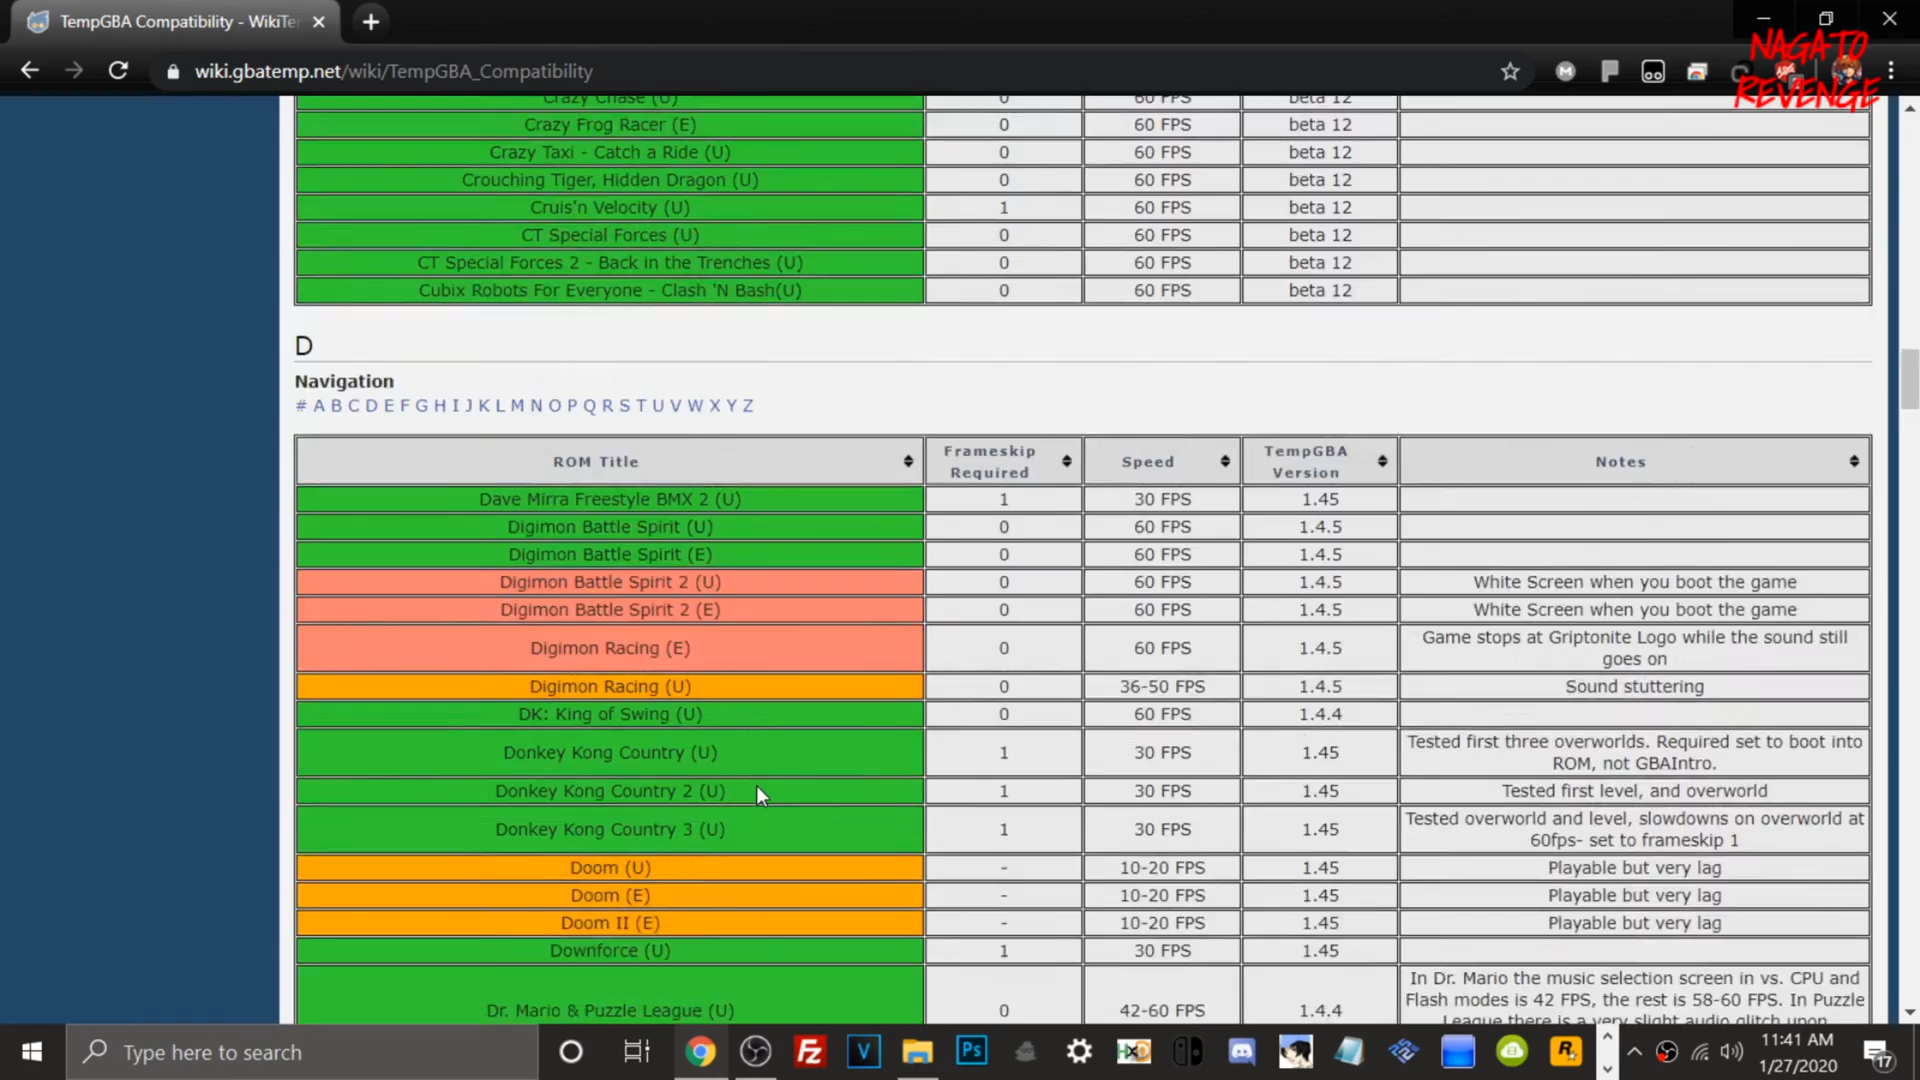 TempGBA Compatibility - WikiTe
wiki.gbatemp.net/wiki/TempGBA_Compatibility
NAGATO
REVENGE
Crazy Chase (U) 0 60 FPS beta 12
Crazy Frog Racer (E) 0 60 FPS beta 12
Crazy Taxi - Catch a Ride (U) 0 60 FPS beta 12
Crouching Tiger, Hidden Dragon (U) 0 60 FPS beta 12
Cruis'n Velocity (U) 1 60 FPS beta 12
CT Special Forces (U) 0 60 FPS beta 12
CT Special Forces 2 - Back in the Trenches (U) 0 60 FPS beta 12
Cubix Robots For Everyone - Clash 'N Bash(U) 0 60 FPS beta 12
D
Navigation
# A B C D E F G H I J K L M N O P Q R S T U V W X Y Z
ROM Title Frameskip Required Speed TempGBA Version Notes
Dave Mirra Freestyle BMX 2 (U) 1 30 FPS 1.45
Digimon Battle Spirit (U) 0 60 FPS 1.4.5
Digimon Battle Spirit (E) 0 60 FPS 1.4.5
Digimon Battle Spirit 2 (U) 0 60 FPS 1.4.5 White Screen when you boot the game
Digimon Battle Spirit 2 (E) 0 60 FPS 1.4.5 White Screen when you boot the game
Digimon Racing (E) 0 60 FPS 1.4.5 Game stops at Griptonite Logo while the sound still
goes on
Digimon Racing (U) 0 36-50 FPS 1.4.5 Sound stuttering
DK: King of Swing (U) 0 60 FPS 1.4.4
Donkey Kong Country (U) 1 30 FPS 1.45 Tested first three overworlds. Required set to boot into
ROM, not GBAIntro.
Donkey Kong Country 2 (U) 1 30 FPS 1.45 Tested first level, and overworld
Donkey Kong Country 3 (U) 1 30 FPS 1.45 Tested overworld and level, slowdowns on overworld at
60fps- set to frameskip 1
Doom (U) - 10-20 FPS 1.45 Playable but very lag
Doom (E) - 10-20 FPS 1.45 Playable but very lag
Doom II (E) - 10-20 FPS 1.45 Playable but very lag
Downforce (U) 1 30 FPS 1.45
Dr. Mario & Puzzle League (U) 0 42-60 FPS 1.4.4 In Dr. Mario the music selection screen in vs. CPU and
Flash modes is 42 FPS, the rest is 58-60 FPS. In Puzzle
League there is a very slight audio glitch upon
Type here to search
11:41 AM
1/27/2020
17